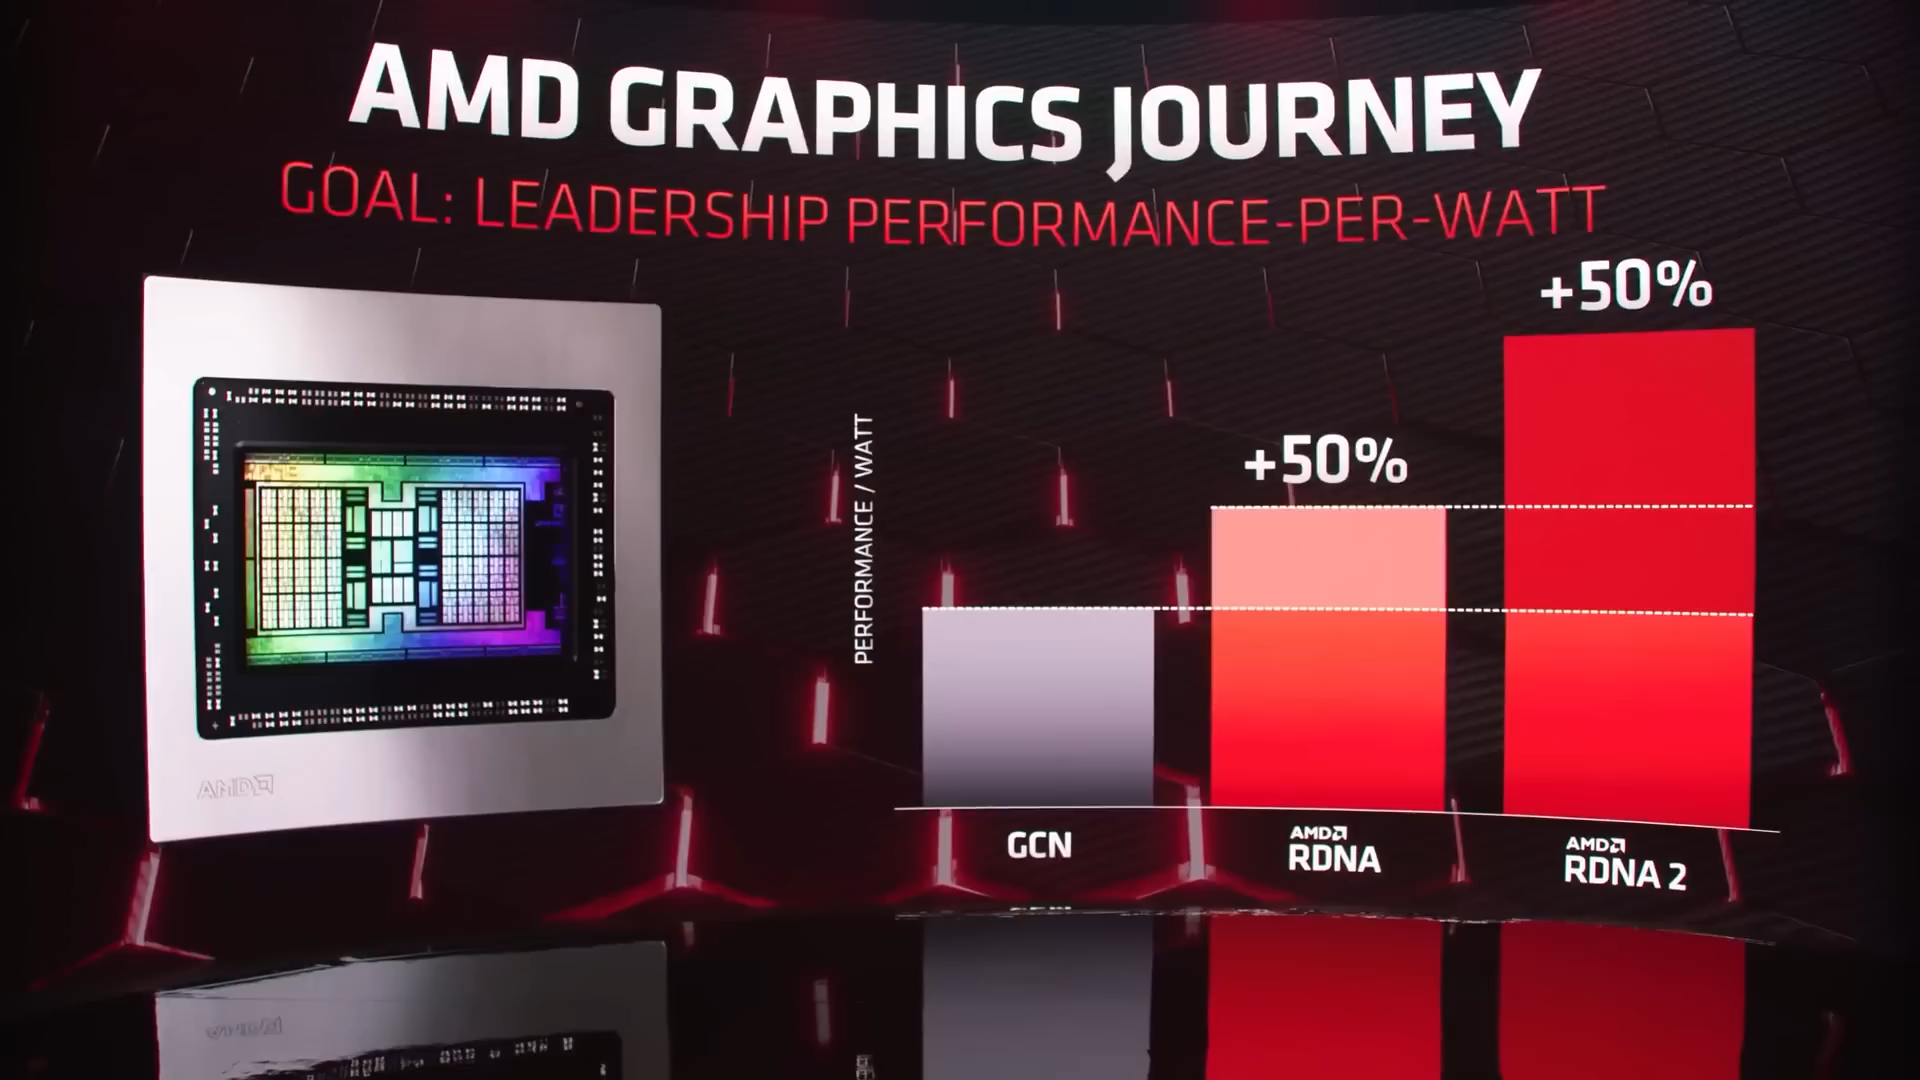 AMD GRAPHICS JOURNEY
GOAL: LEADERSHIP PERFORMANCE-PER-WATT
AMD
PERFORMANCE / WATT
+50%
+50%
GCN
AMD
RDNA
AMD
RDNA 2